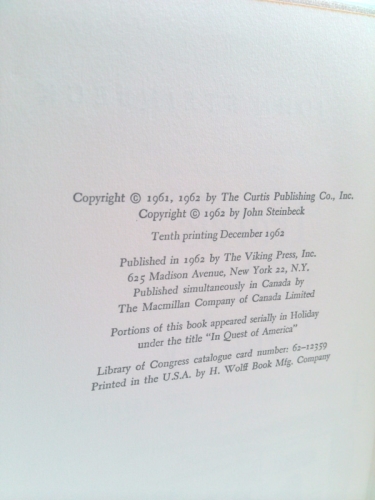 Copyright © 1961, 1962 by The Curtis Publishing Co., Inc.
Copyright © 1962 by John Steinbeck
Tenth printing December 1962
Published in 1962 by The Viking Press, Inc.
625 Madison Avenue, New York 22, N.Y.
Published simultaneously in Canada by
The Macmillan Company of Canada Limited
Portions of this book appeared serially in Holiday
under the title "In Quest of America"
Library of Congress catalogue card number: 62-12359
Printed in the U.S.A. by H. Wolff Book Mfg. Company